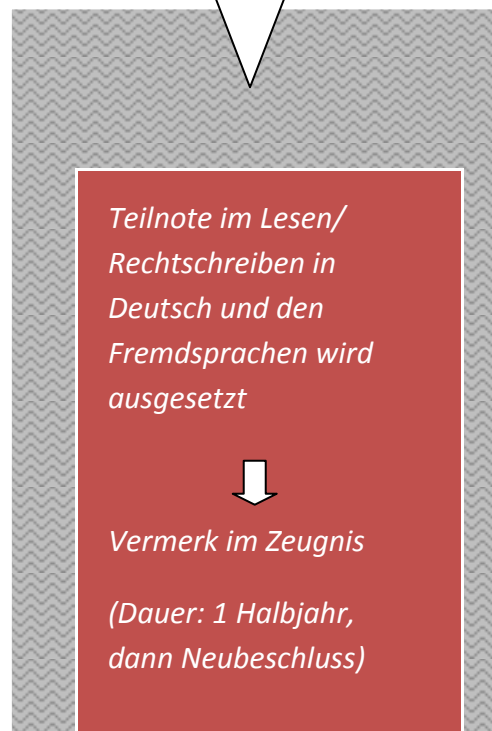 Teilnote im Lesen/
Rechtschreiben in
Deutsch und den
Fremdsprachen wird
ausgesetzt
Vermerk im Zeugnis
(Dauer: 1 Halbjahr,
dann Neubeschluss)